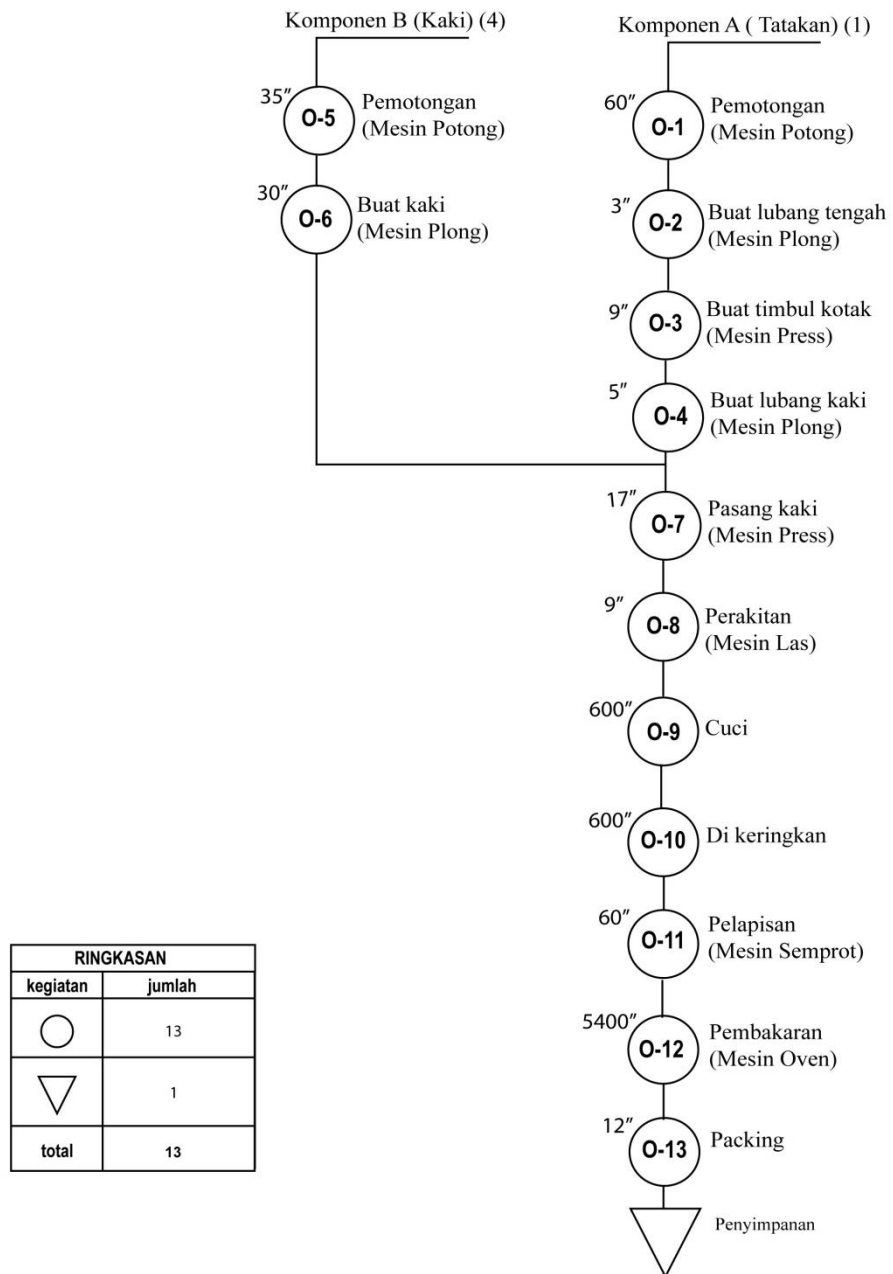 Komponen B (Kaki) (4)
35"
O-5
Pemotongan
(Mesin Potong)
30"
O-6
Buat kaki
(Mesin Plong)
Komponen A ( Tatakan) (1)
60"
O-1
Pemotongan
(Mesin Potong)
3"
O-2
Buat lubang tengah
(Mesin Plong)
9"
O-3
Buat timbul kotak
(Mesin Press)
5"
O-4
Buat lubang kaki
(Mesin Plong)
17"
O-7
Pasang kaki
(Mesin Press)
9"
O-8
Perakitan
(Mesin Las)
600"
O-9
Cuci
600"
O-10
Di keringkan
60"
O-11
Pelapisan
(Mesin Semprot)
5400"
O-12
Pembakaran
(Mesin Oven)
12"
O-13
Packing
Penyimpanan
RINGKASAN
kegiatan jumlah
13
1
total 13